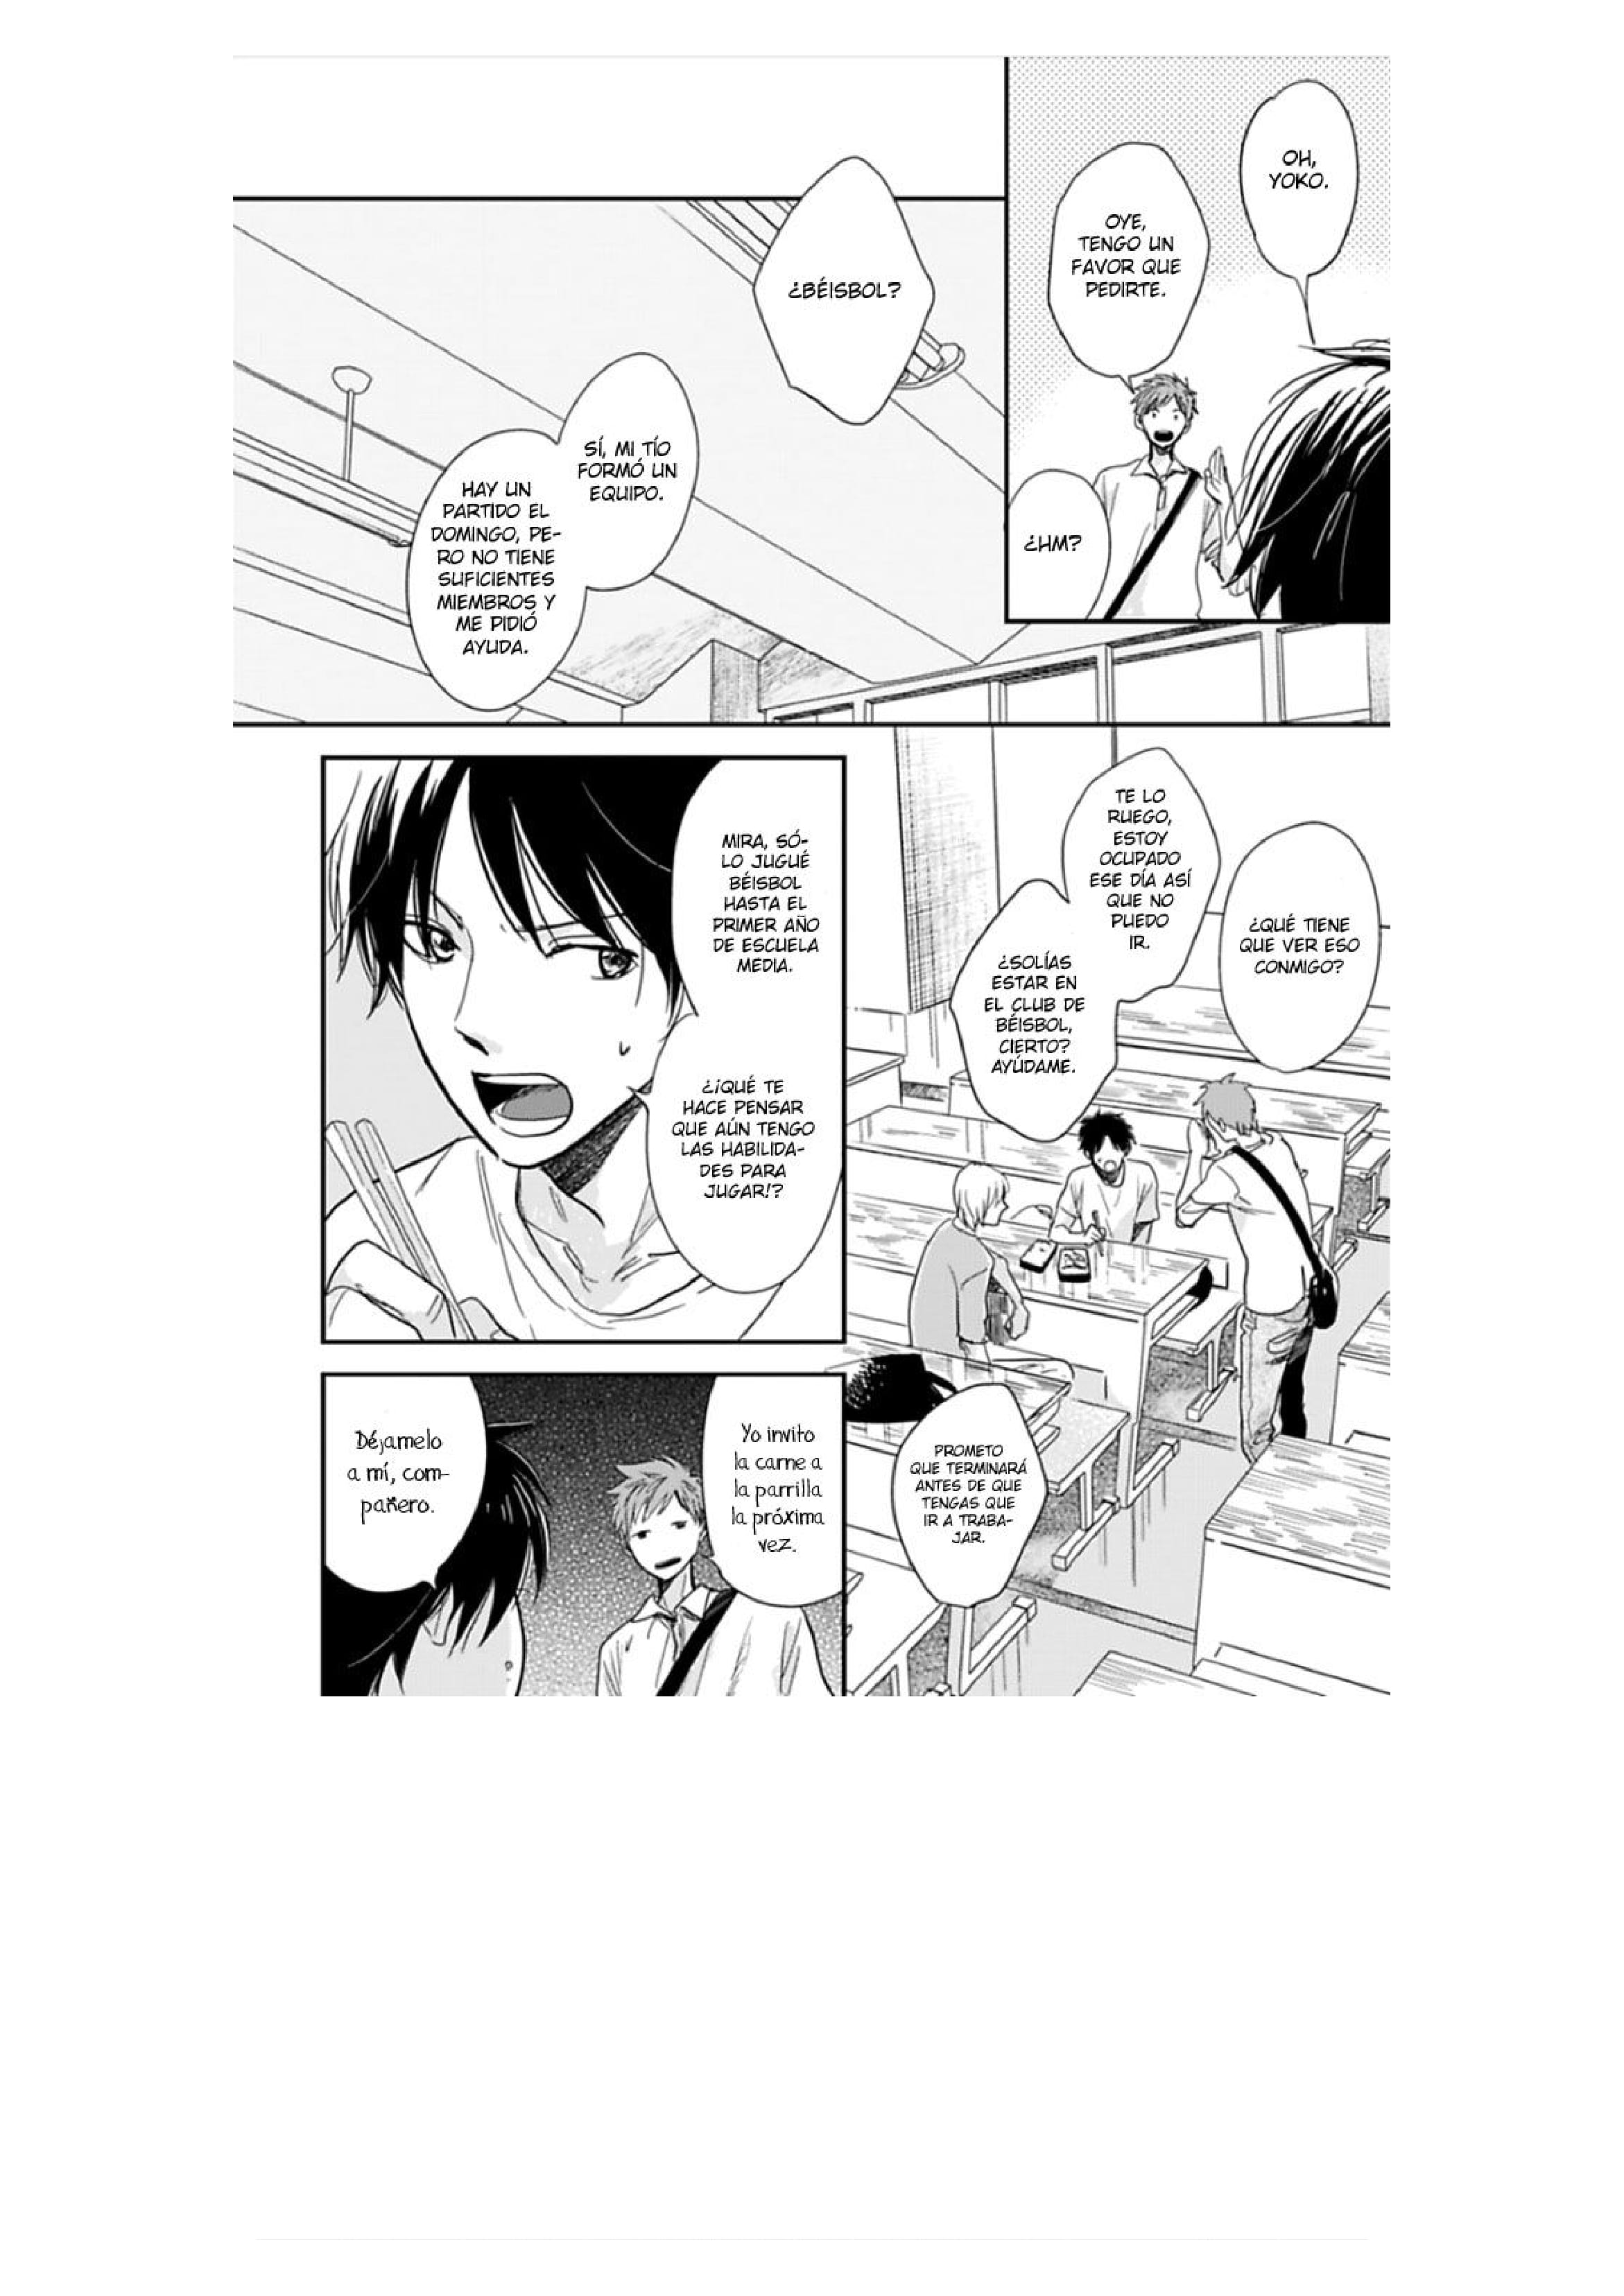 OH,
YOKO.
OYE,
TENGO UN
FAVOR QUE
PEDIRTE.
¿HM?
¿BÉISBOL?
SÍ, MI TÍO
FORMÓ UN
EQUIPO.
HAY UN
PARTIDO EL
DOMINGO, PE-
RO NO TIENE
SUFICIENTES
MIEMBROS Y
ME PIDIÓ
AYUDA.
¿QUÉ TIENE
QUE VER ESO
CONMIGO?
TE LO
RUEGO,
ESTOY
OCUPADO
ESE DÍA ASÍ
QUE NO
PUEDO
IR.
¿SOLÍAS
ESTAR EN
EL CLUB DE
BÉISBOL,
CIERTO?
AYÚDAME.
MIRA, SÓ-
LO JUGUÉ
BÉISBOL
HASTA EL
PRIMER AÑO
DE ESCUELA
MEDIA.
¿¡QUÉ TE
HACE PENSAR
QUE AÚN TENGO
LAS HABILIDA-
DES PARA
JUGAR!?
PROMETO
QUE TERMINARÁ
ANTES DE QUE
TENGAS QUE
IR A TRABA-
JAR.
Yo invito
la carne a
la parrilla
la próxima
vez.
Déjamelo
a mí, com-
pañero.